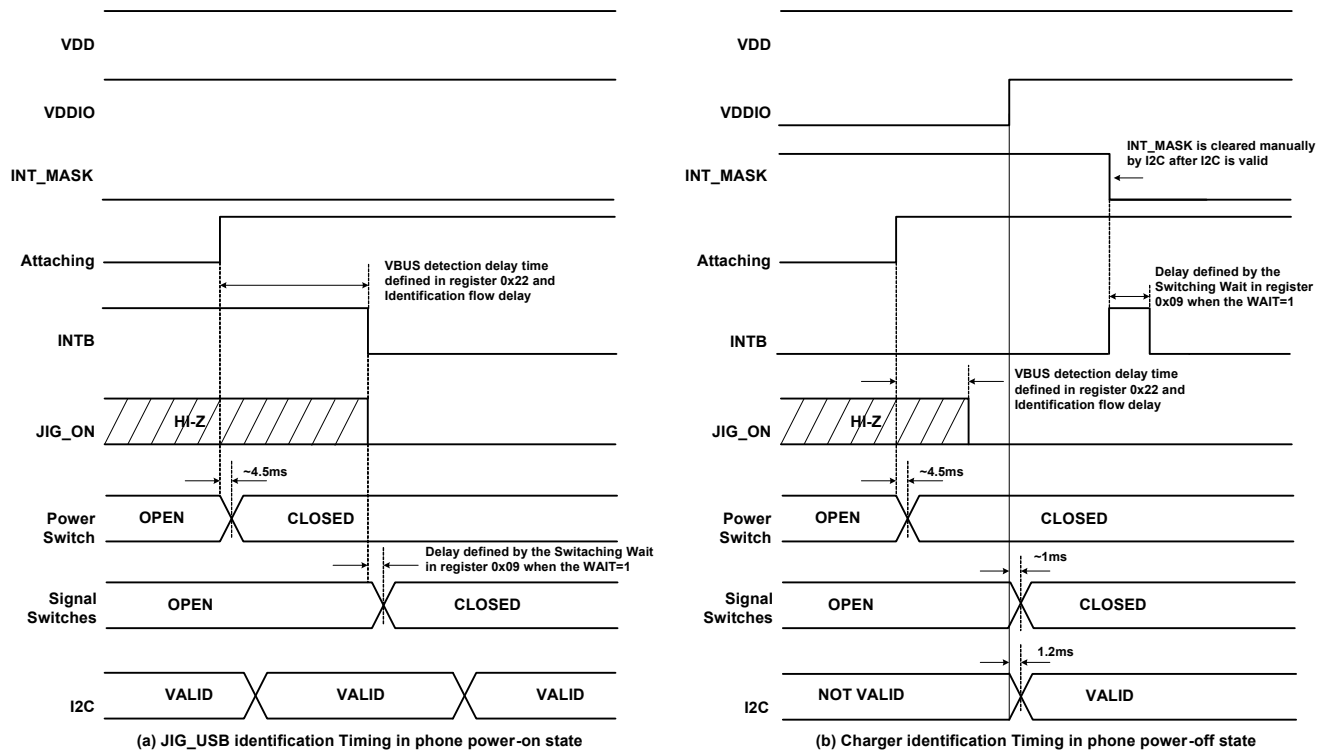 VDD
VDDIO
INT_MASK
Attaching
VBUS detection delay time
defined in register 0x22 and
Identification flow delay
INTB
HI-Z
JIG_ON
~4.5ms
OPEN
CLOSED
Power
Switch
Delay defined by the Switaching Wait
in register 0x09 when the WAIT=1
Signal
Switches
OPEN
CLOSED
VALID
VALID
VALID
I2C
(a) JIG_USB identification Timing in phone power-on state
VDD
VDDIO
INT_MASK is cleared manually
by I2C after I2C is valid
INT_MASK
Attaching
Delay defined by the
Switching Wait in register
0x09 when the WAIT=1
INTB
VBUS detection delay time
defined in register 0x22 and
Identification flow delay
HI-Z
JIG_ON
~4.5ms
OPEN
CLOSED
Power
Switch
~1ms
Signal
Switches
OPEN
CLOSED
1.2ms
NOT VALID
VALID
I2C
(b) Charger identification Timing in phone power-off state